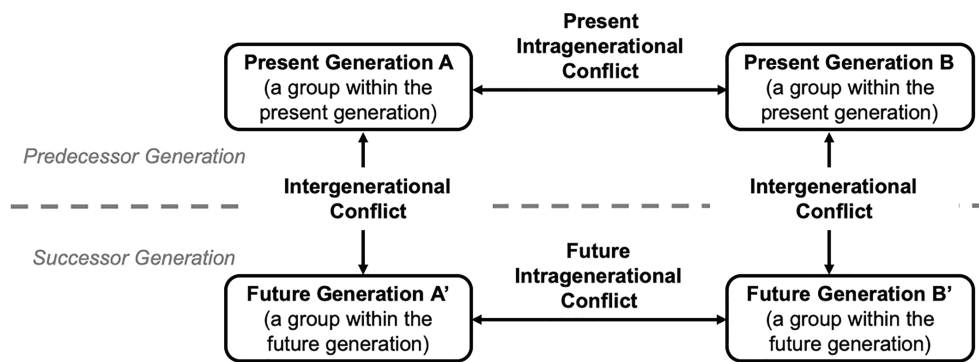 Present
Intragenerational
Conflict
Present Generation A
(a group within the
present generation)
Present Generation B
(a group within the
present generation)
Predecessor Generation
Intergenerational
Conflict
Intergenerational
Conflict
Successor Generation
Future
Intragenerational
Conflict
Future Generation A’
(a group within the
future generation)
Future Generation B’
(a group within the
future generation)